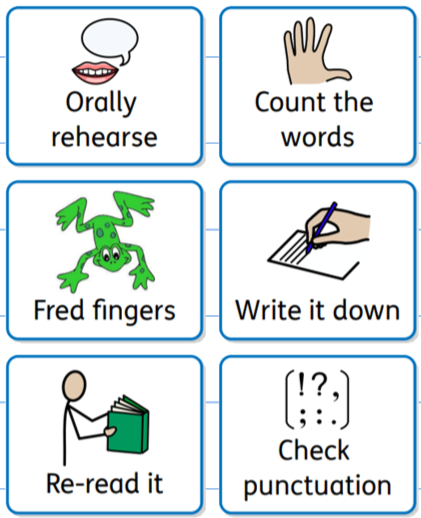 Orally
rehearse
Count the
words
Fred fingers
Write it down
Re-read it
!?,
;:.
Check
punctuation